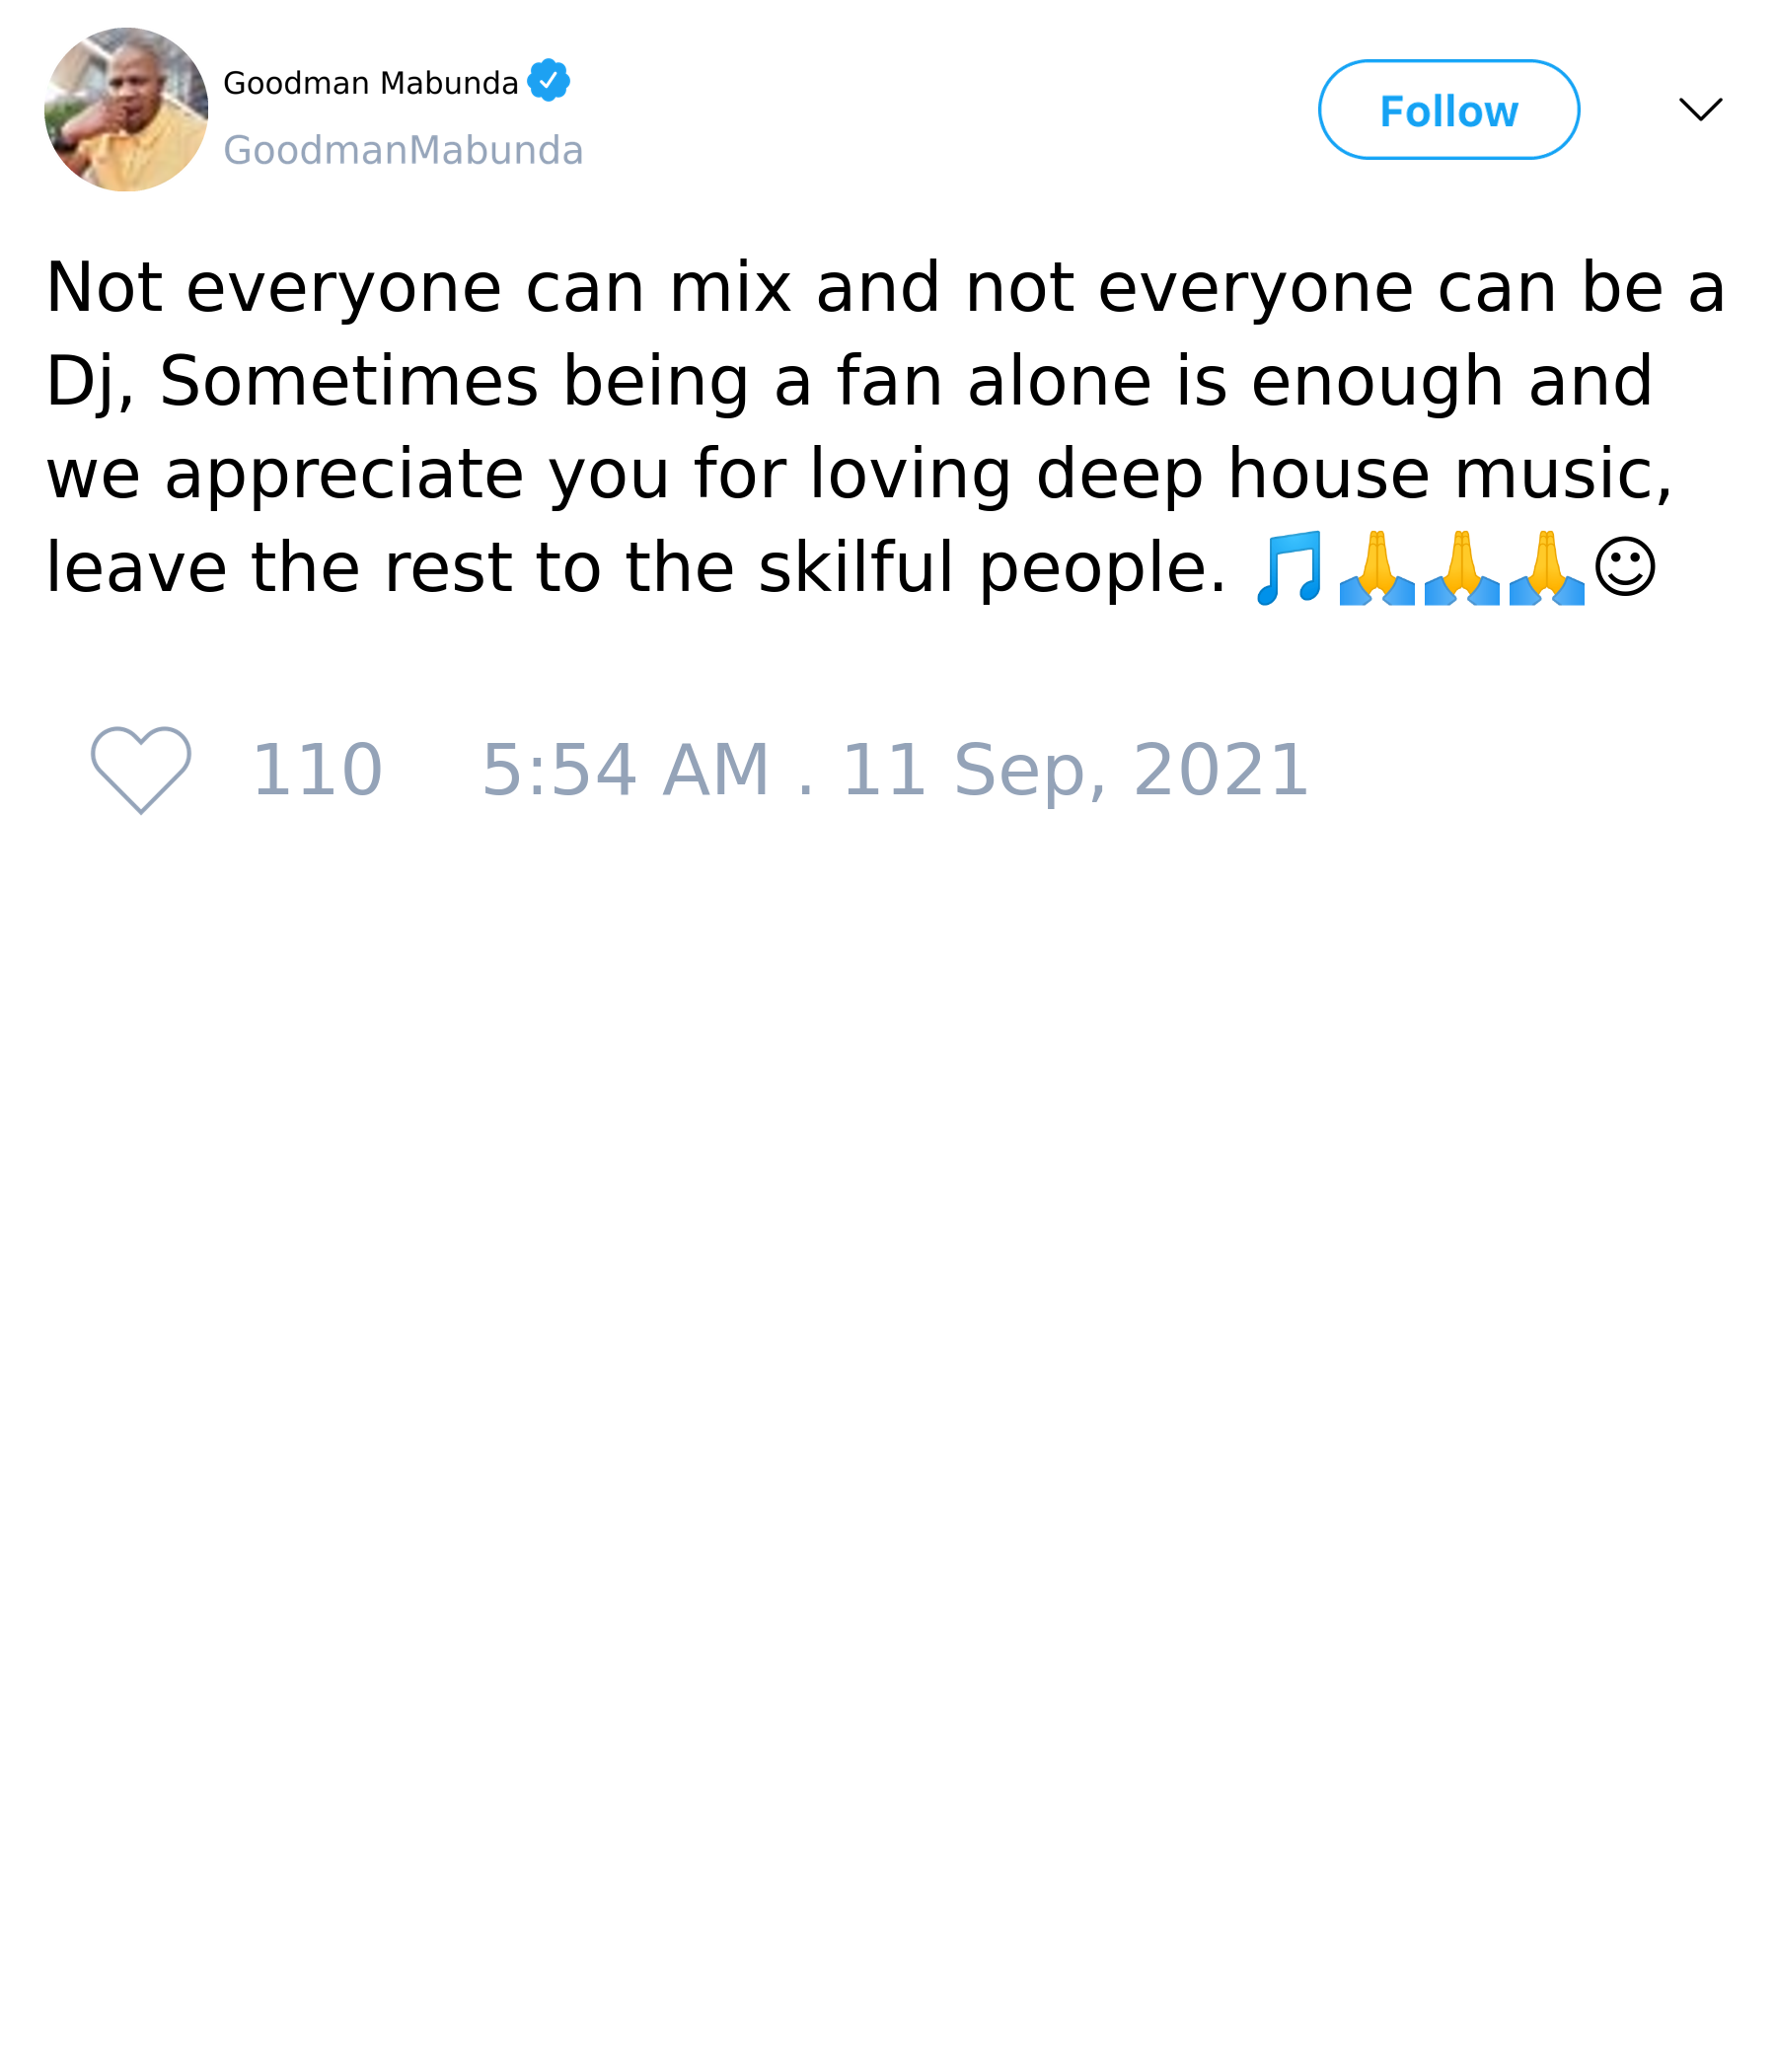 Goodman Mabunda
GoodmanMabunda
Follow
Not everyone can mix and not everyone can be a
Dj, Sometimes being a fan alone is enough and
we appreciate you for loving deep house music,
leave the rest to the skilful people. 🎵🙏🙏🙏☺
110 5:54 AM . 11 Sep, 2021